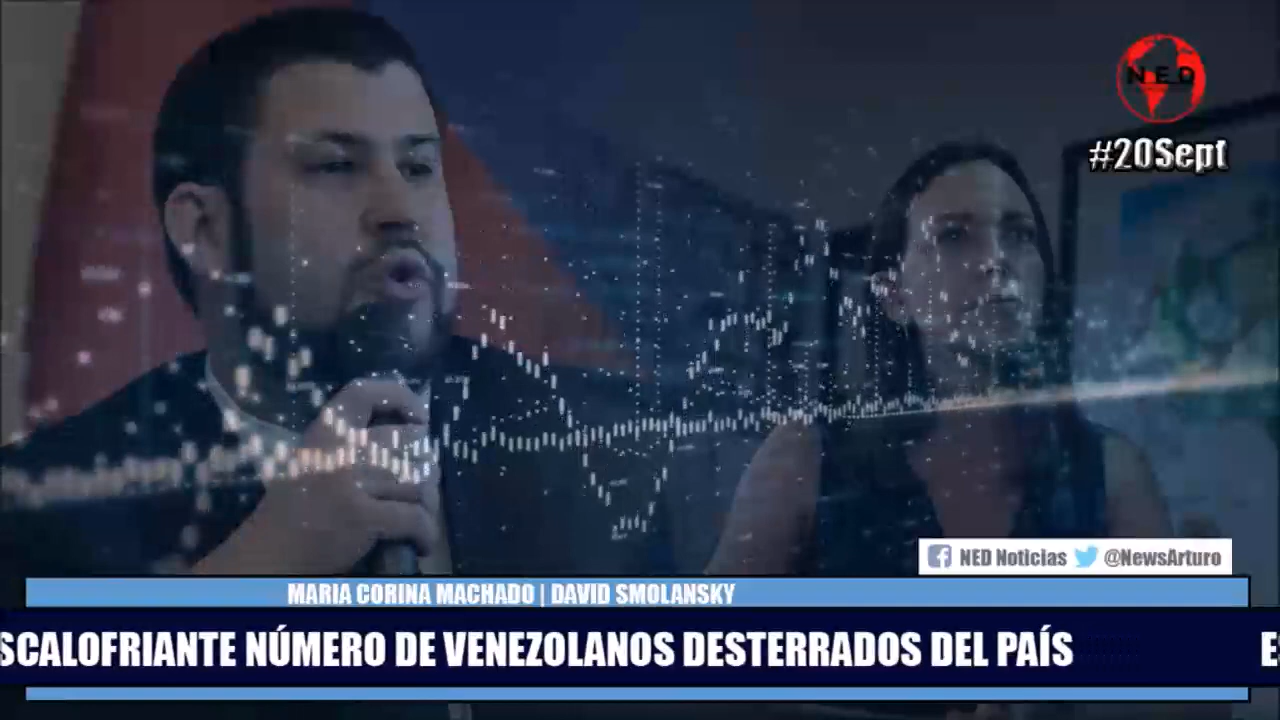 N.E.D
#20Sept
NED Noticias @NewsArturo
MARIA CORINA MACHADO | DAVID SMOLANSKY
SCALOFRIANTE NÚMERO DE VENEZOLANOS DESTERRADOS DEL PAÍS E